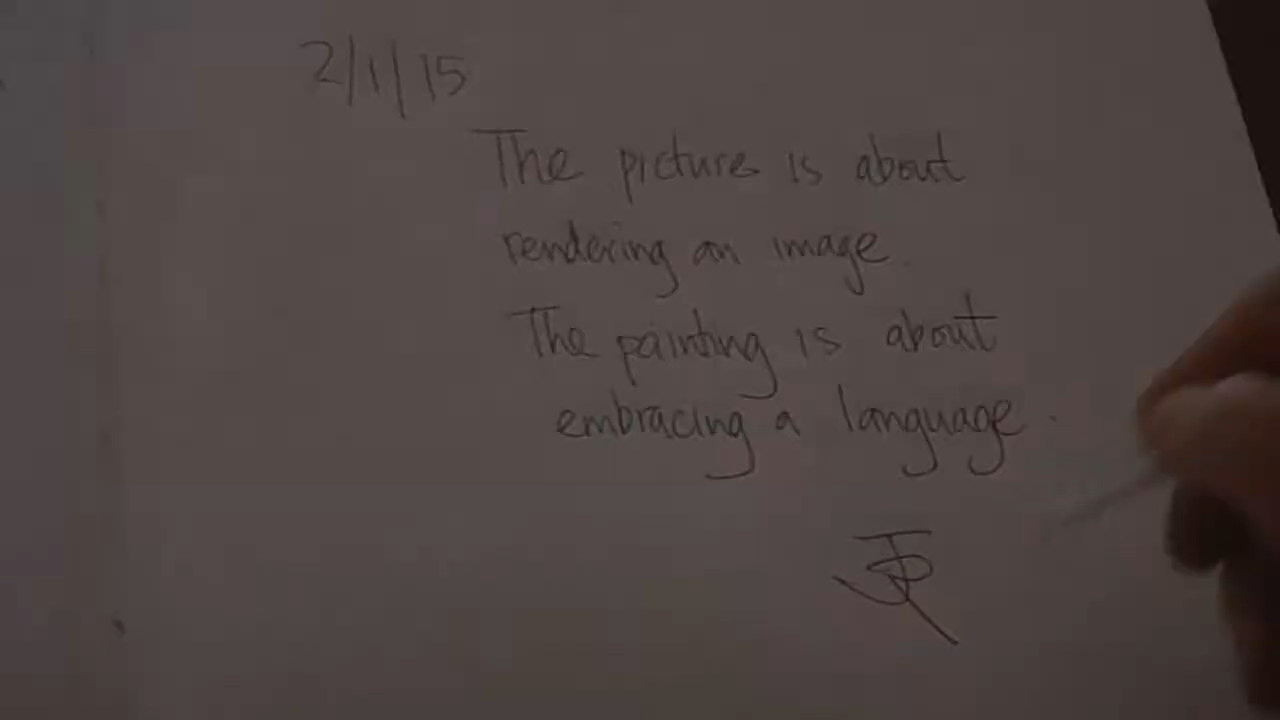 2/1/15
The picture is about
rendering an image.
The painting is about
embracing a language.